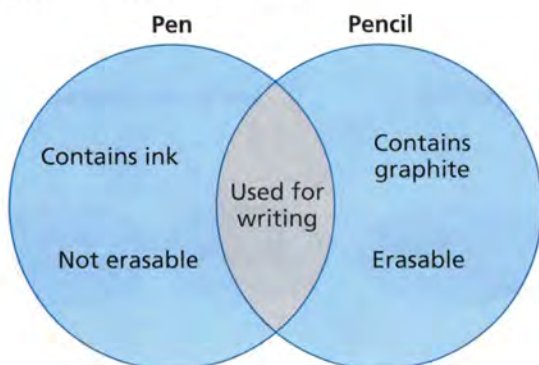 Pen
Pencil
Contains ink
Not erasable
Used for
writing
Contains
graphite
Erasable